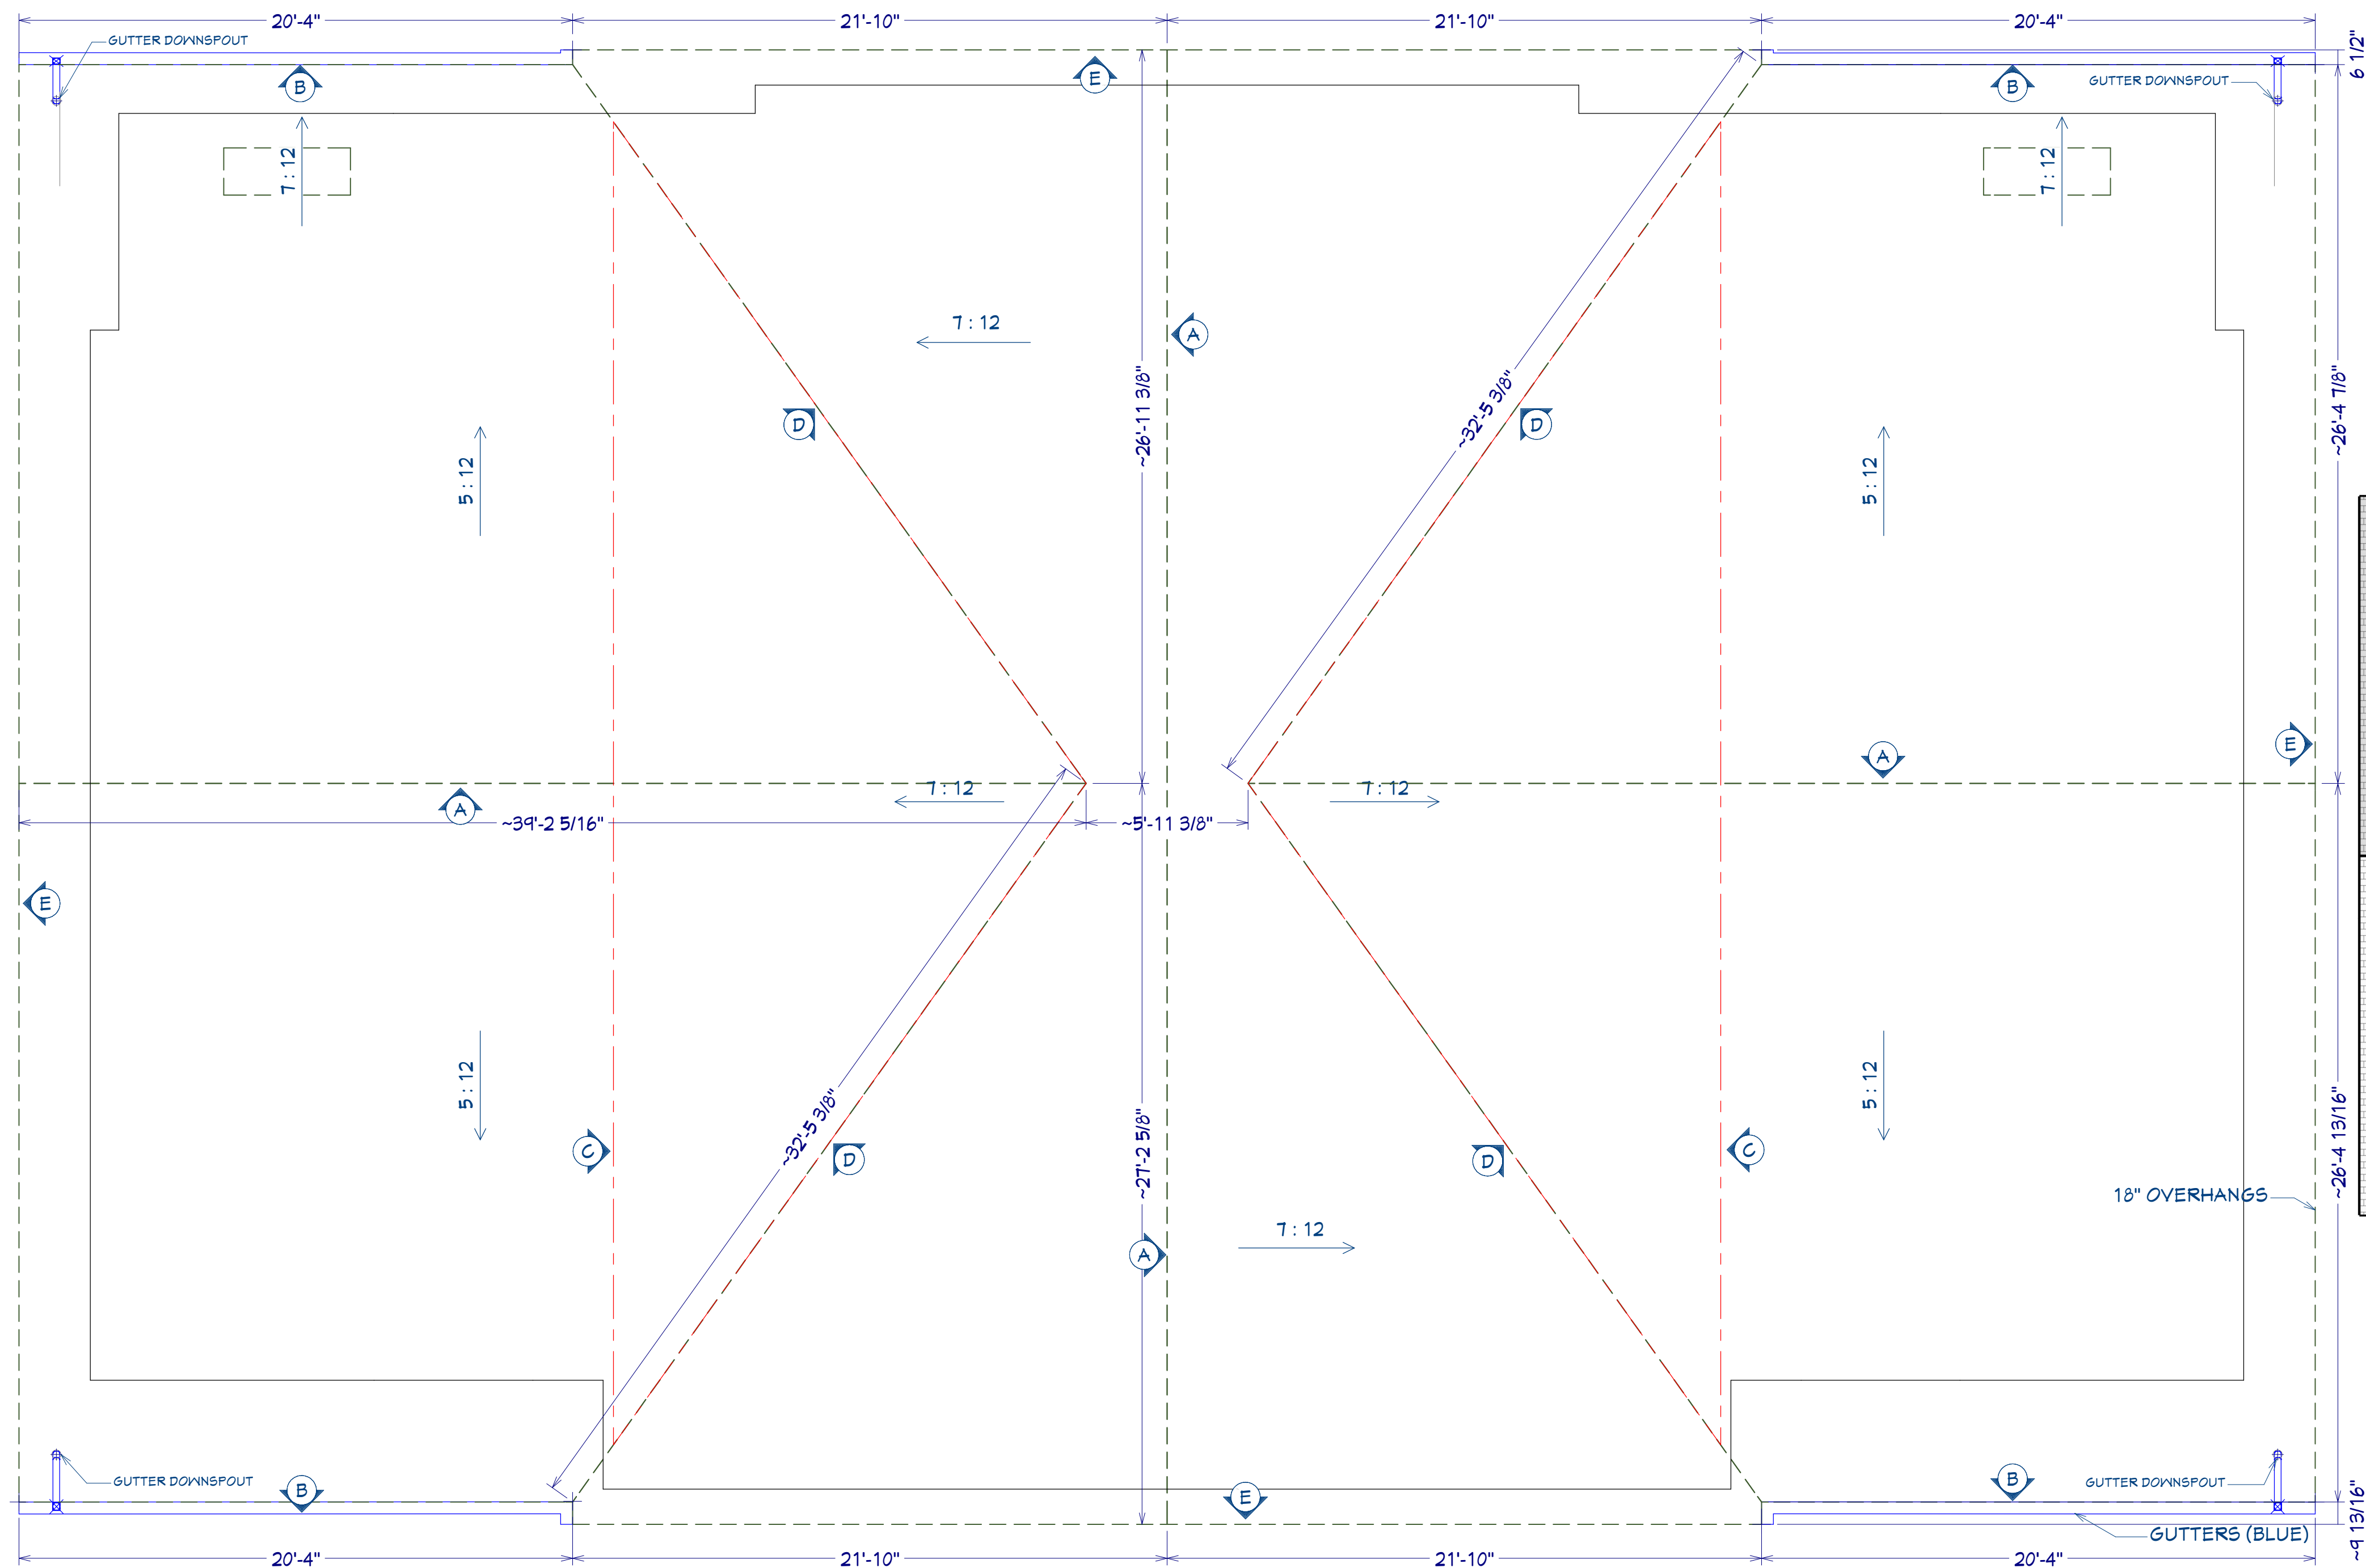 20'-4"
21'-10"
21'-10"
20'-4"
6 1/2"
GUTTER DOWNSPOUT
B
E
B
GUTTER DOWNSPOUT
7 : 12
7 : 12
7 : 12
A
~26'-11 3/8"
~32'-5 3/8"
~26'-4 7/8"
D
D
5 : 12
5 : 12
E
A
7 : 12
7 : 12
A
~39'-2 5/16"
~5'-11 3/8"
E
5 : 12
5 : 12
~32'-5 3/8"
~27'-2 5/8"
~26'-4 13/16"
C
D
D
C
18" OVERHANGS
7 : 12
A
GUTTER DOWNSPOUT
B
E
B
GUTTER DOWNSPOUT
GUTTERS (BLUE)
~9 13/16"
20'-4"
21'-10"
21'-10"
20'-4"